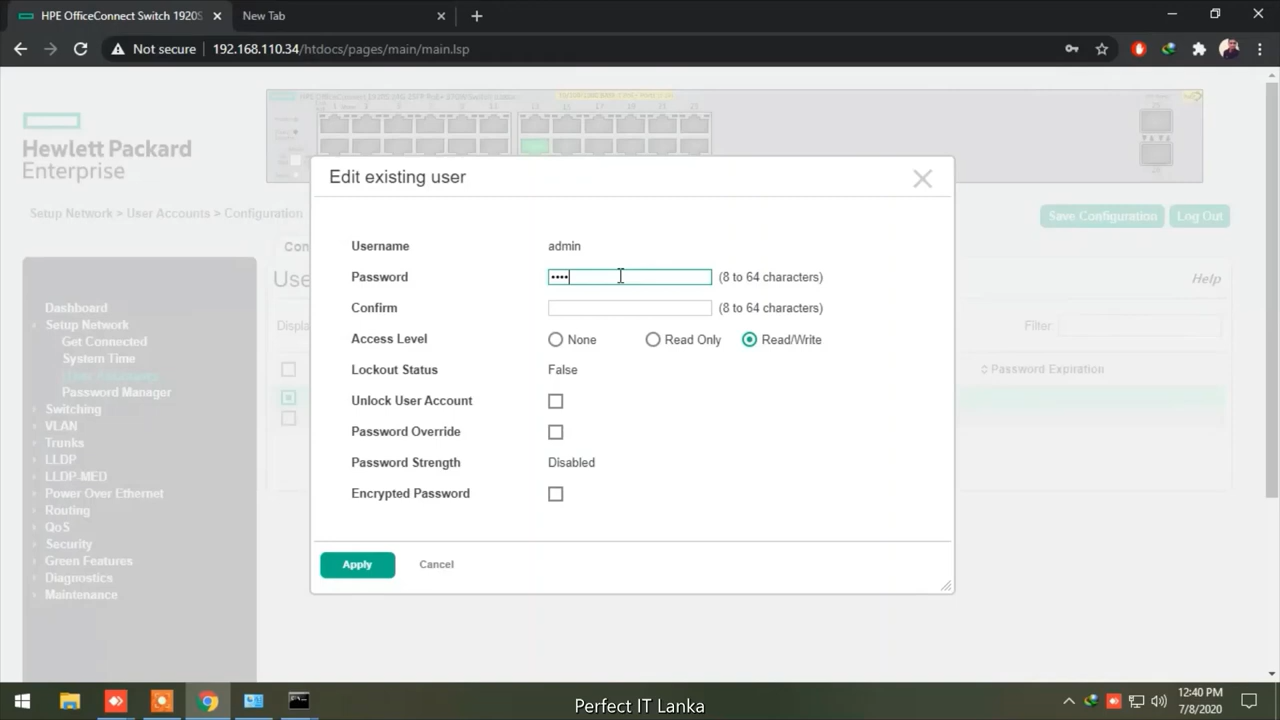 HPE OfficeConnect Switch 1920S
New Tab
Not secure
192.168.110.34/htdocs/pages/main/main.lsp
Hewlett Packard
Enterprise
Setup Network > User Accounts > Configuration
Save Configuration
Log Out
Con
Use
Help
Displa
Filter:
Password Expiration
Dashboard
Setup Network
Get Connected
System Time
User Accounts
Password Manager
Switching
VLAN
Trunks
LLDP
LLDP-MED
Power Over Ethernet
Routing
QoS
Security
Green Features
Diagnostics
Maintenance
Edit existing user
Username admin
Password •••• (8 to 64 characters)
Confirm (8 to 64 characters)
Access Level None Read Only Read/Write
Lockout Status False
Unlock User Account
Password Override
Password Strength Disabled
Encrypted Password
Apply Cancel
12:40 PM
7/8/2020
Perfect IT Lanka